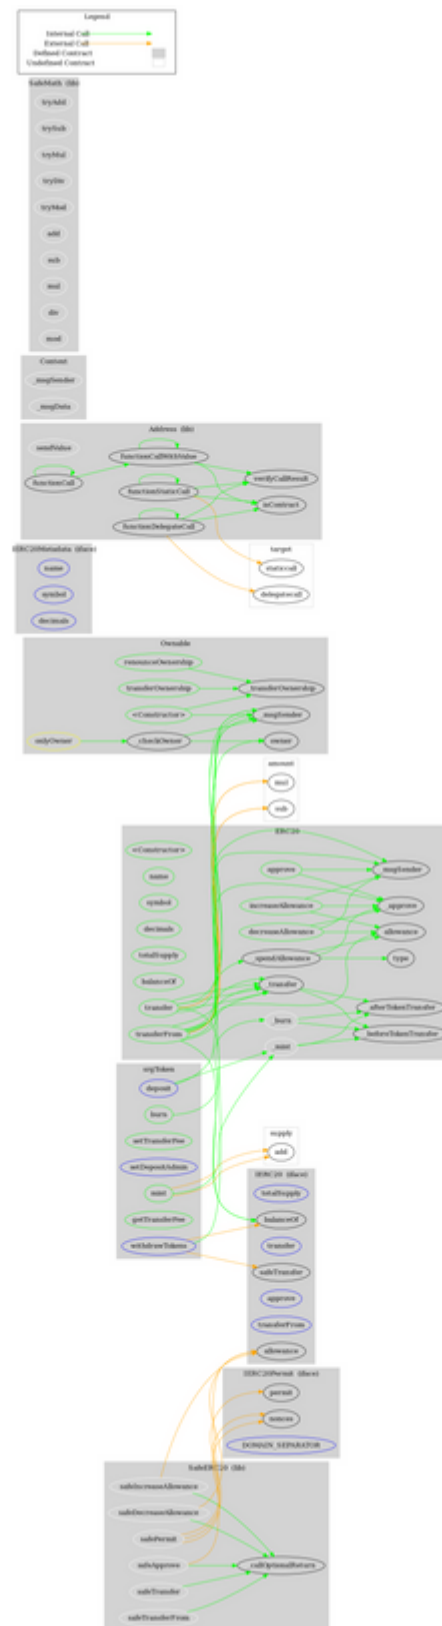 Legend
Internal Call
External Call
Defined Contract
Undefined Contract
SafeMath (lib)
tryAdd
trySub
tryMul
tryDiv
tryMod
add
sub
mul
div
mod
Context
_msgSender
_msgData
Address (lib)
sendValue
functionCall
functionCallWithValue
functionStaticCall
functionDelegateCall
verifyCallResult
isContract
target
staticcall
delegatecall
IERC20Metadata (iface)
name
symbol
decimals
Ownable
renounceOwnership
transferOwnership
<Constructor>
onlyOwner
_checkOwner
_transferOwnership
_msgSender
owner
amount
mul
sub
ERC20
<Constructor>
name
symbol
decimals
totalSupply
balanceOf
transfer
transferFrom
approve
increaseAllowance
decreaseAllowance
_spendAllowance
_transfer
_burn
_mint
_msgSender
_approve
allowance
type
_afterTokenTransfer
_beforeTokenTransfer
deposit
burn
setTransferFee
setDepositAdmin
mint
getTransferFee
withdrawTokens
supply
add
IERC20 (iface)
totalSupply
balanceOf
transfer
safeTransfer
approve
transferFrom
allowance
IERC20Permit (iface)
permit
nonces
DOMAIN_SEPARATOR
SafeERC20 (lib)
safeIncreaseAllowance
safeDecreaseAllowance
safePermit
safeApprove
safeTransfer
safeTransferFrom
_callOptionalReturn